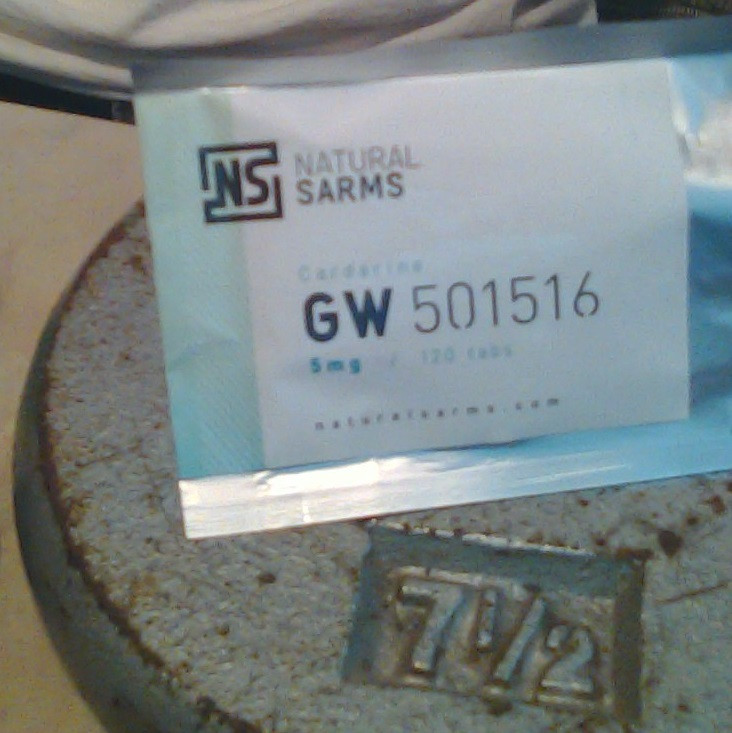 NS NATURAL
SARMS
Cardarine
GW 501516
5mg / 120 tabs
naturalsarms.com
7 1/2